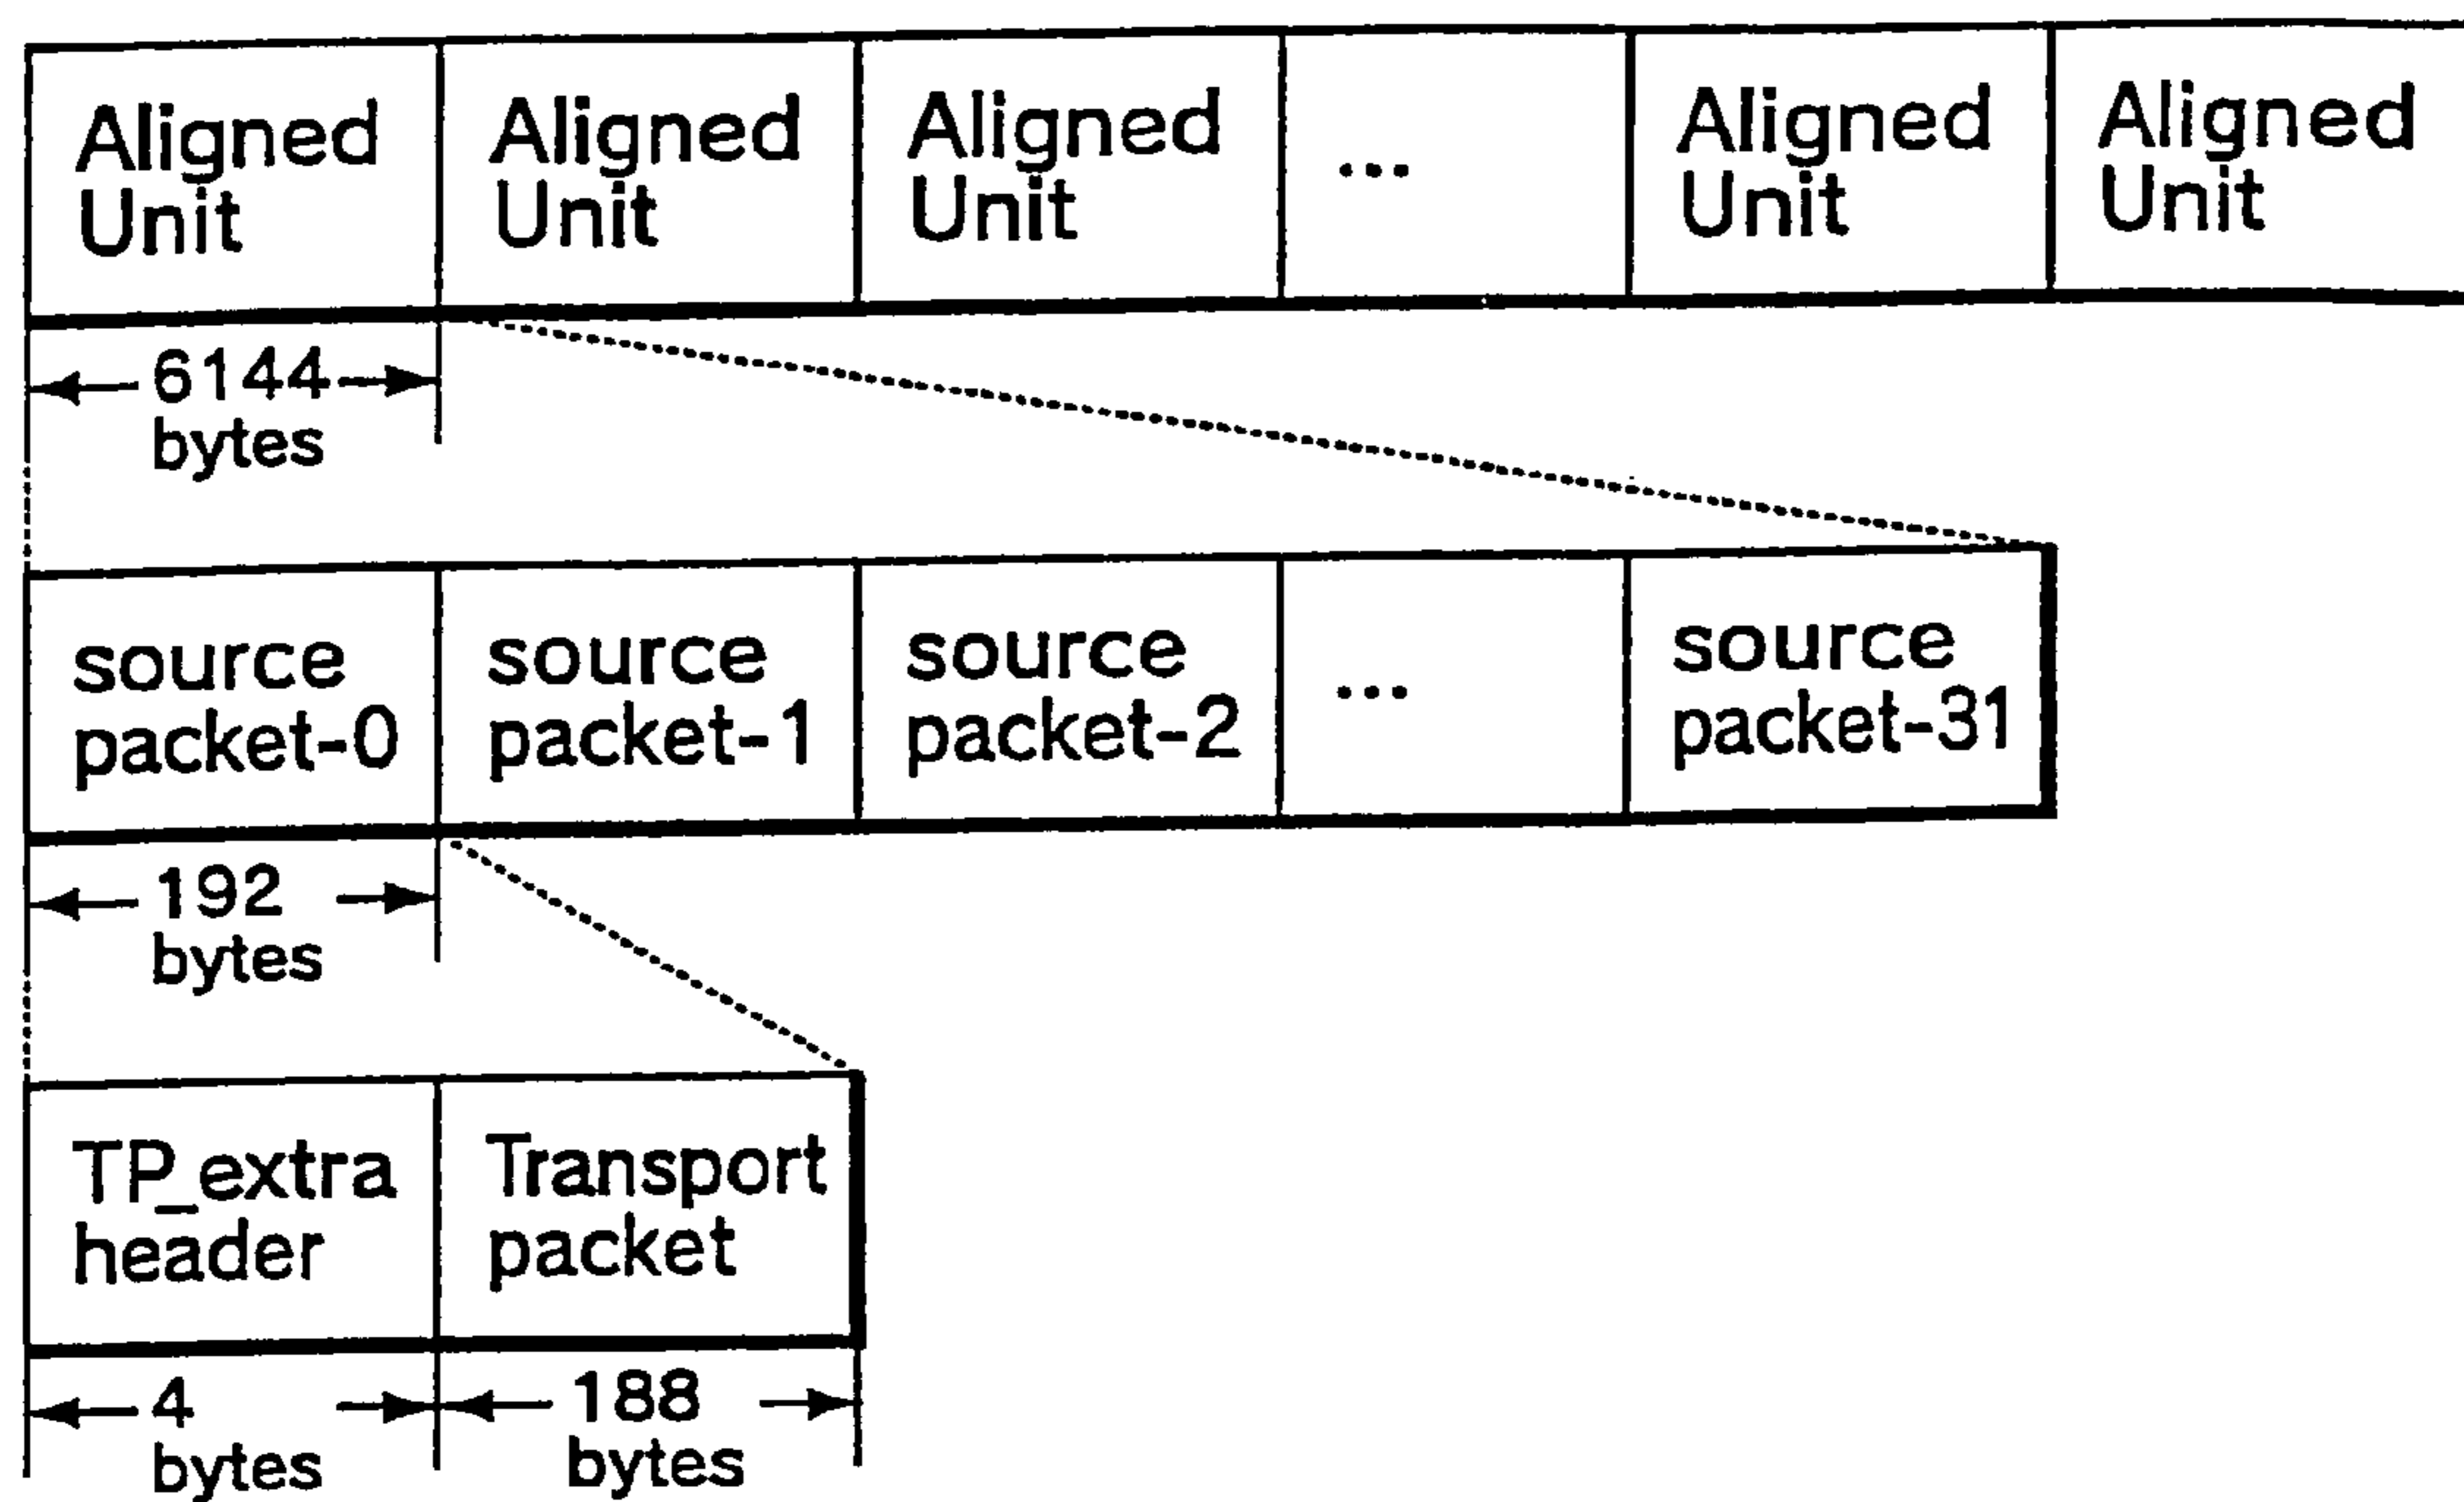 Aligned Unit
Aligned Unit
Aligned Unit
...
Aligned Unit
Aligned Unit
6144 bytes
source packet-0
source packet-1
source packet-2
...
source packet-31
192 bytes
TP_extra header
Transport packet
4 bytes
188 bytes